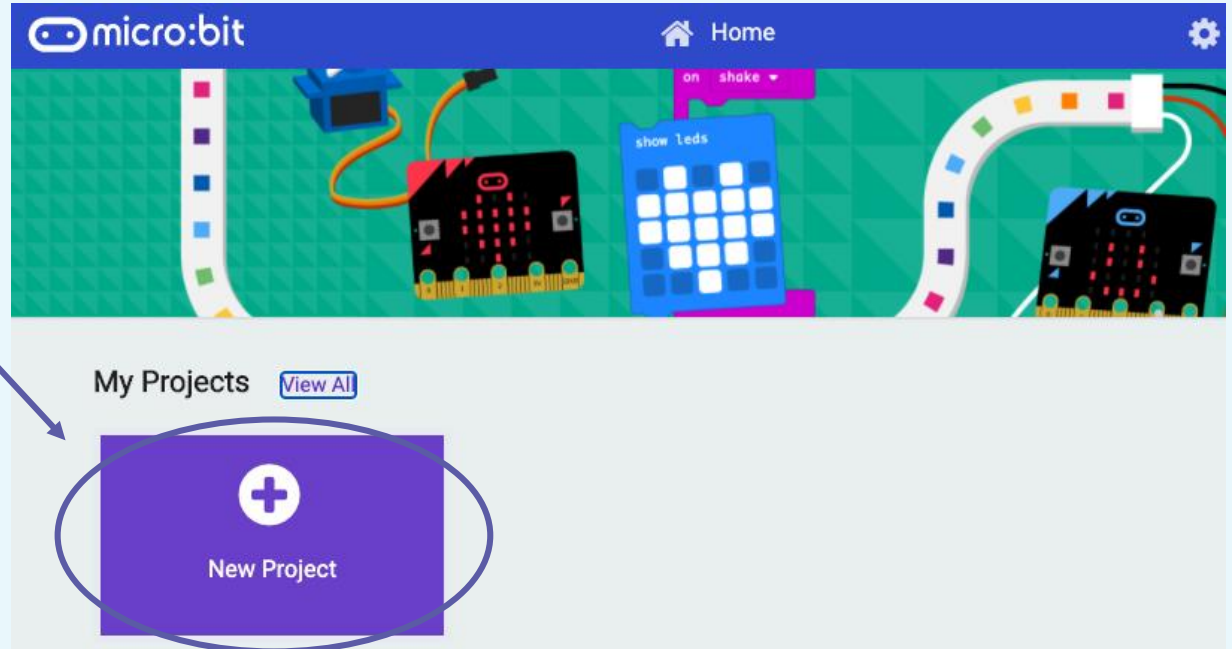 micro:bit
Home
on shake
show leds
My Projects View All
New Project